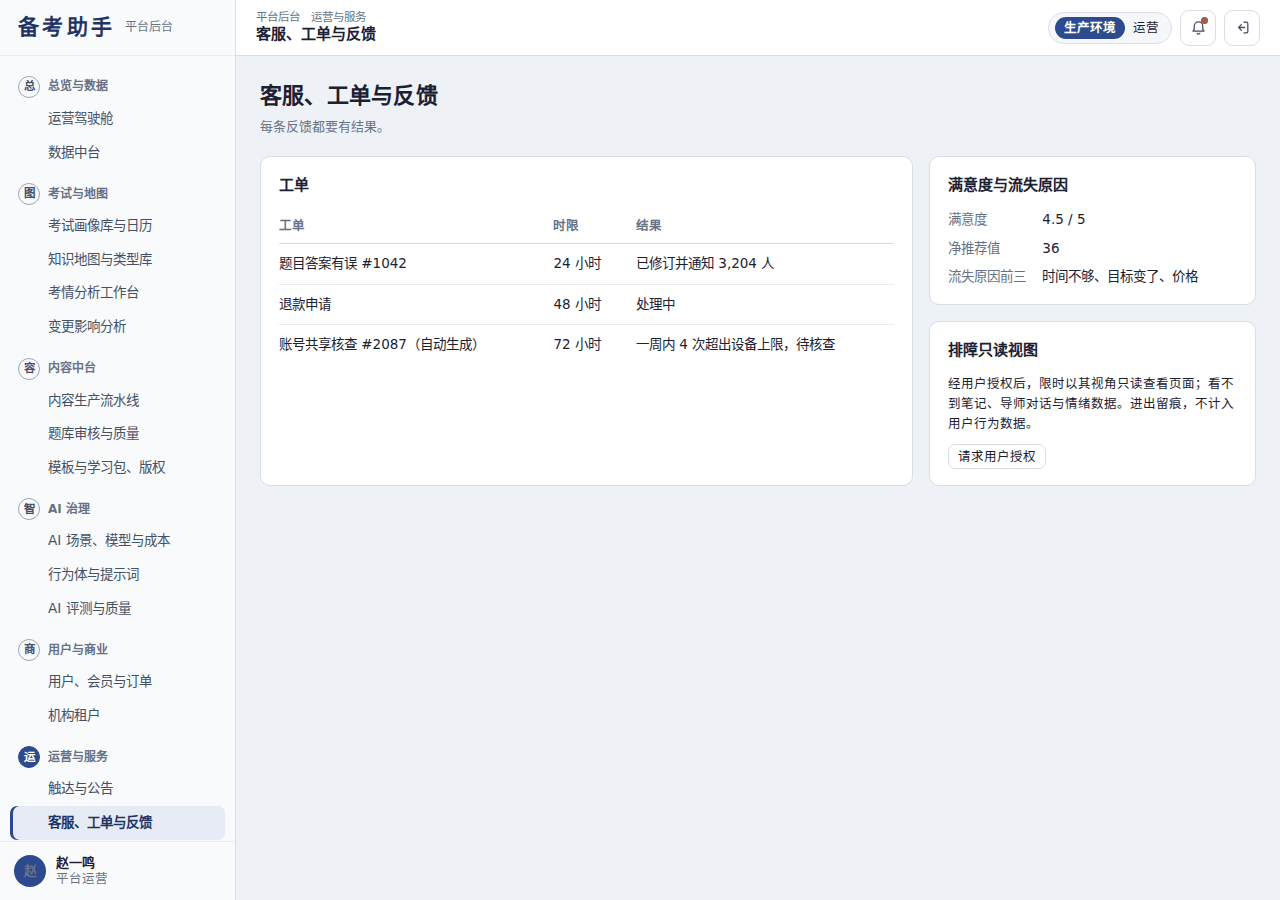 备考助手 平台后台
总 总览与数据
运营驾驶舱
数据中台
图 考试与地图
考试画像库与日历
知识地图与类型库
考情分析工作台
变更影响分析
容 内容中台
内容生产流水线
题库审核与质量
模板与学习包、版权
智 AI 治理
AI 场景、模型与成本
行为体与提示词
AI 评测与质量
商 用户与商业
用户、会员与订单
机构租户
运 运营与服务
触达与公告
客服、工单与反馈
赵 赵一鸣
平台运营
平台后台 运营与服务
客服、工单与反馈
生产环境 运营
客服、工单与反馈
每条反馈都要有结果。
工单
工单 时限 结果
题目答案有误 #1042 24 小时 已修订并通知 3,204 人
退款申请 48 小时 处理中
账号共享核查 #2087（自动生成） 72 小时 一周内 4 次超出设备上限，待核查
满意度与流失原因
满意度 4.5 / 5
净推荐值 36
流失原因前三 时间不够、目标变了、价格
排障只读视图
经用户授权后，限时以其视角只读查看页面；看不
到笔记、导师对话与情绪数据。进出留痕，不计入
用户行为数据。
请求用户授权